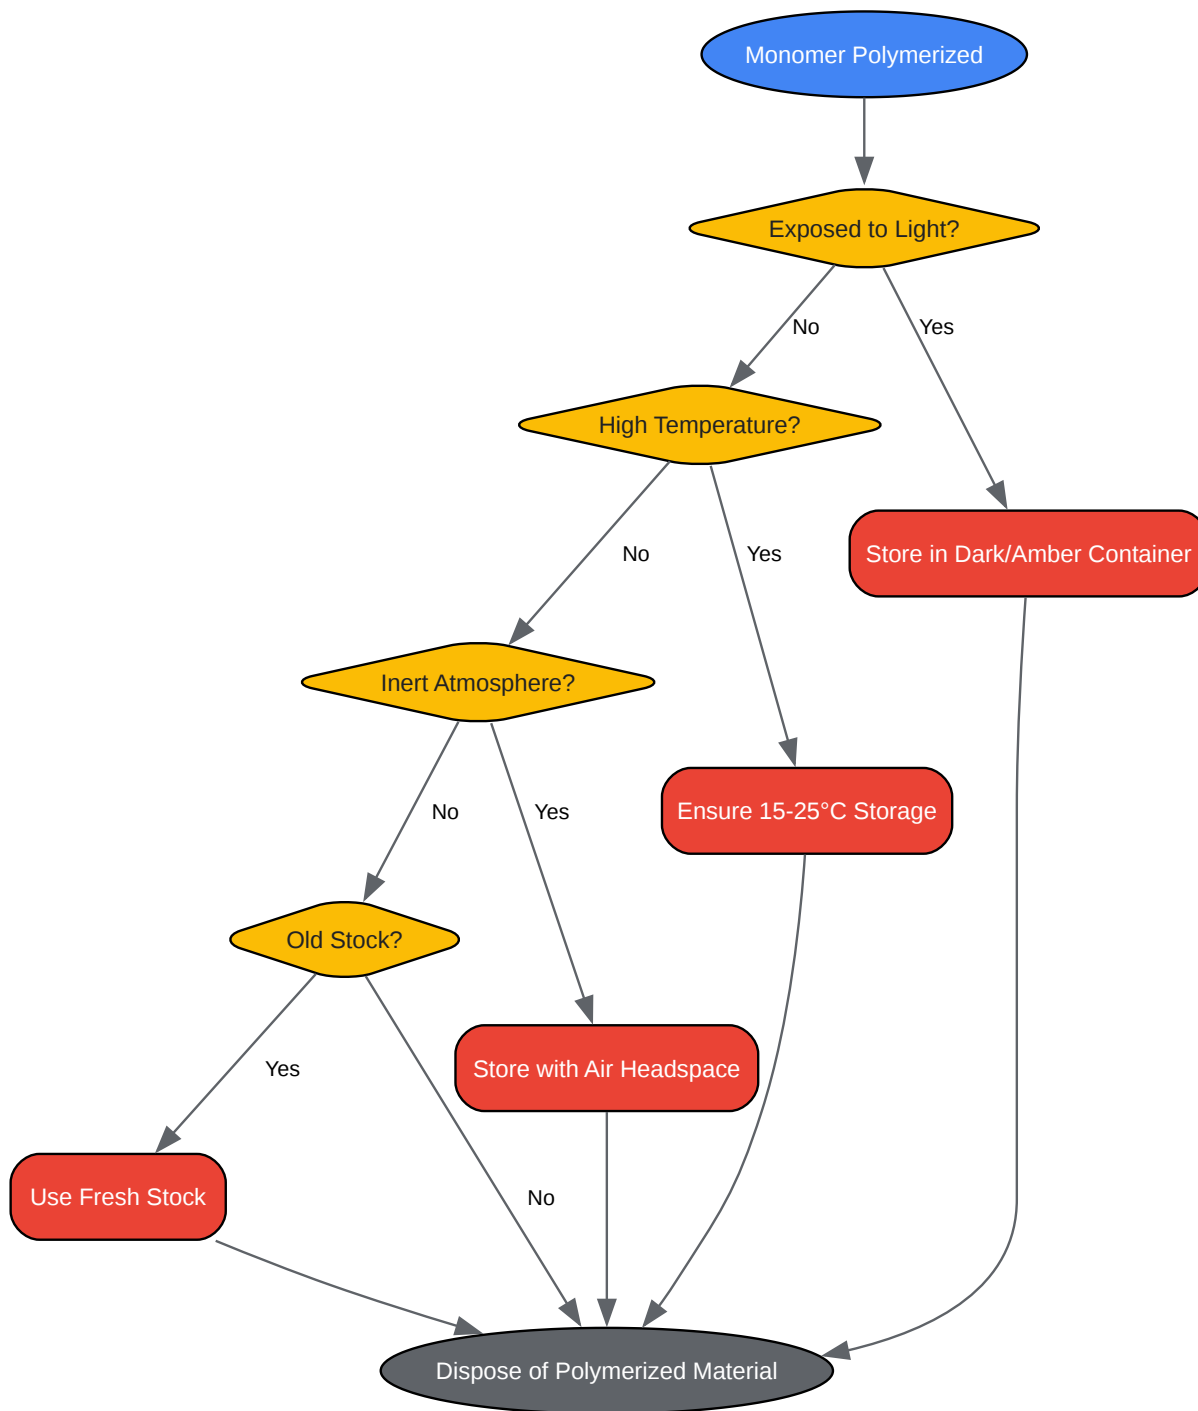 Monomer Polymerized
Exposed to Light?
No
Yes
High Temperature?
No
Yes
Store in Dark/Amber Container
Inert Atmosphere?
No
Yes
Ensure 15-25°C Storage
Old Stock?
Yes
Store with Air Headspace
No
Use Fresh Stock
Dispose of Polymerized Material